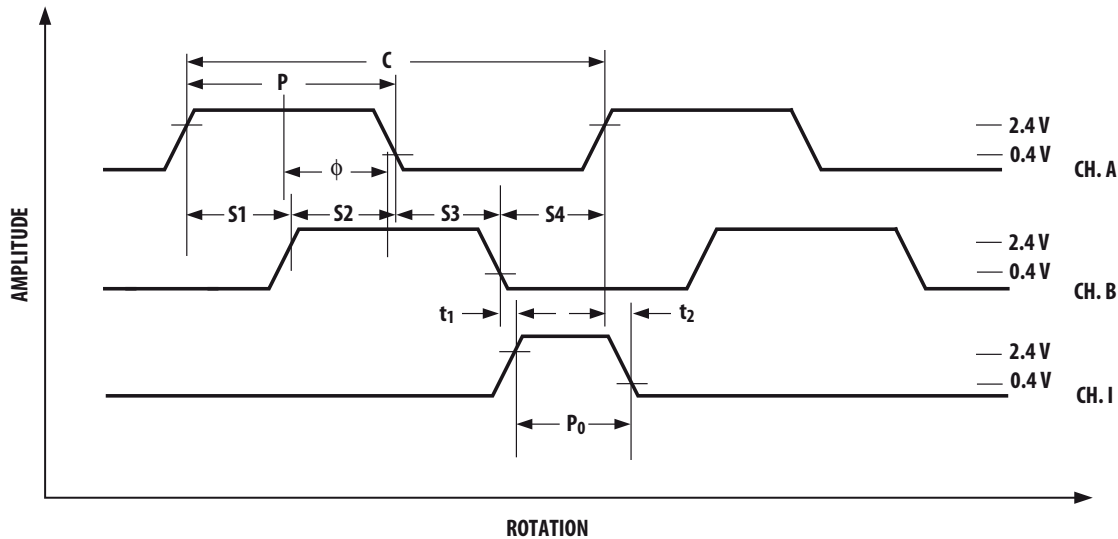 C
P
2.4 V
0.4 V
CH. A
ϕ
S1 S2 S3 S4
2.4 V
0.4 V
CH. B
t₁ t₂
2.4 V
0.4 V
CH. I
P₀
AMPLITUDE
ROTATION